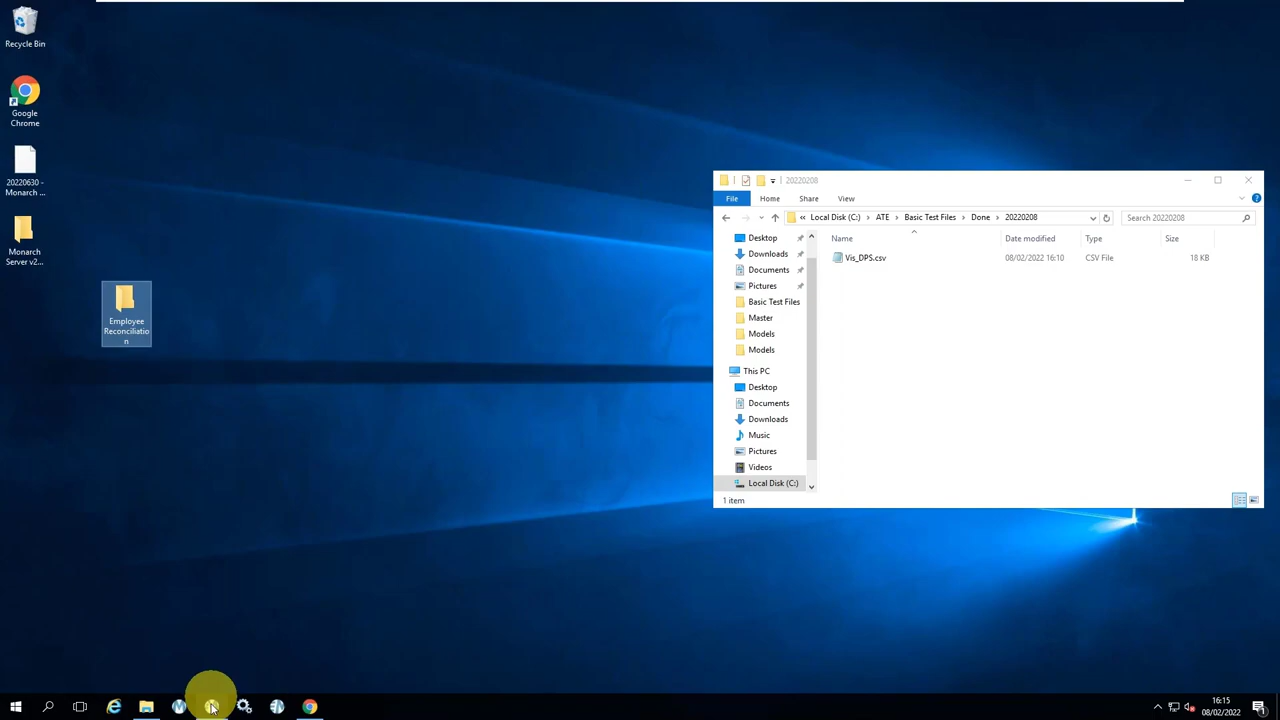 Recycle Bin
Google
Chrome
20220630 -
Monarch ...
Monarch
Server v2...
Employee
Reconciliatio
n
20220208
File
Home
Share
View
« Local Disk (C:) > ATE > Basic Test Files > Done > 20220208
Search 20220208
Name
Date modified
Type
Size
Vis_DPS.csv
08/02/2022 16:10
CSV File
18 KB
Desktop
Downloads
Documents
Pictures
Basic Test Files
Master
Models
Models
This PC
Desktop
Documents
Downloads
Music
Pictures
Videos
Local Disk (C:)
1 item
16:15
08/02/2022
1